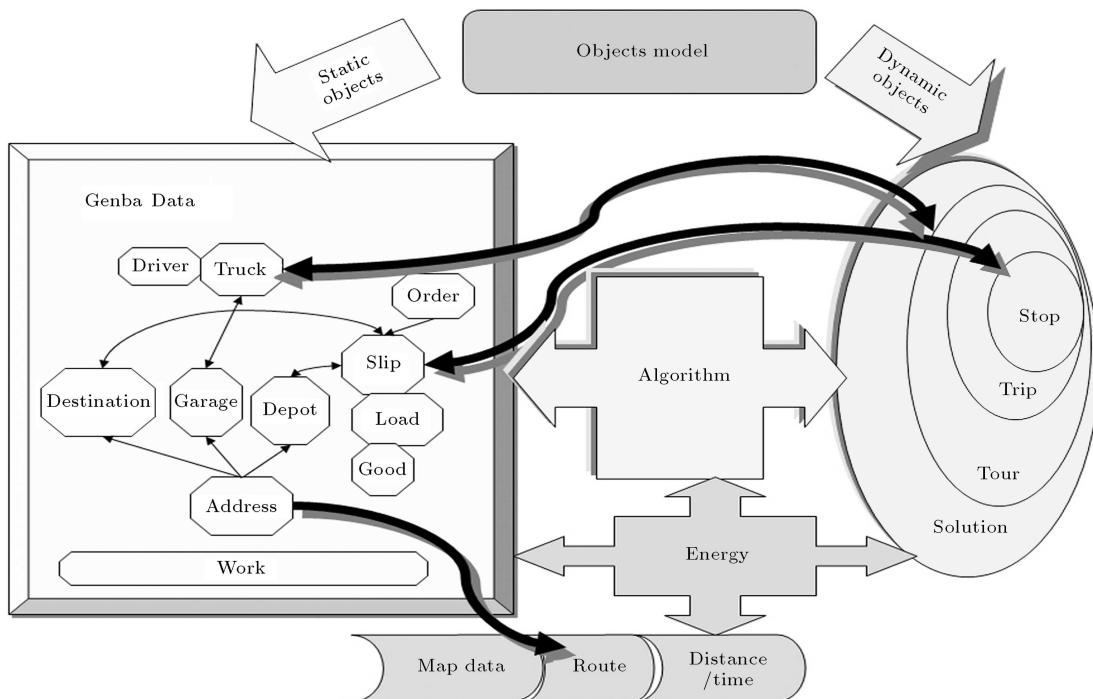 Objects model
Static
objects
Dynamic
objects
Genba Data
Driver
Truck
Order
Slip
Destination
Garage
Depot
Load
Good
Address
Work
Algorithm
Energy
Stop
Trip
Tour
Solution
Map data
Route
Distance
/time